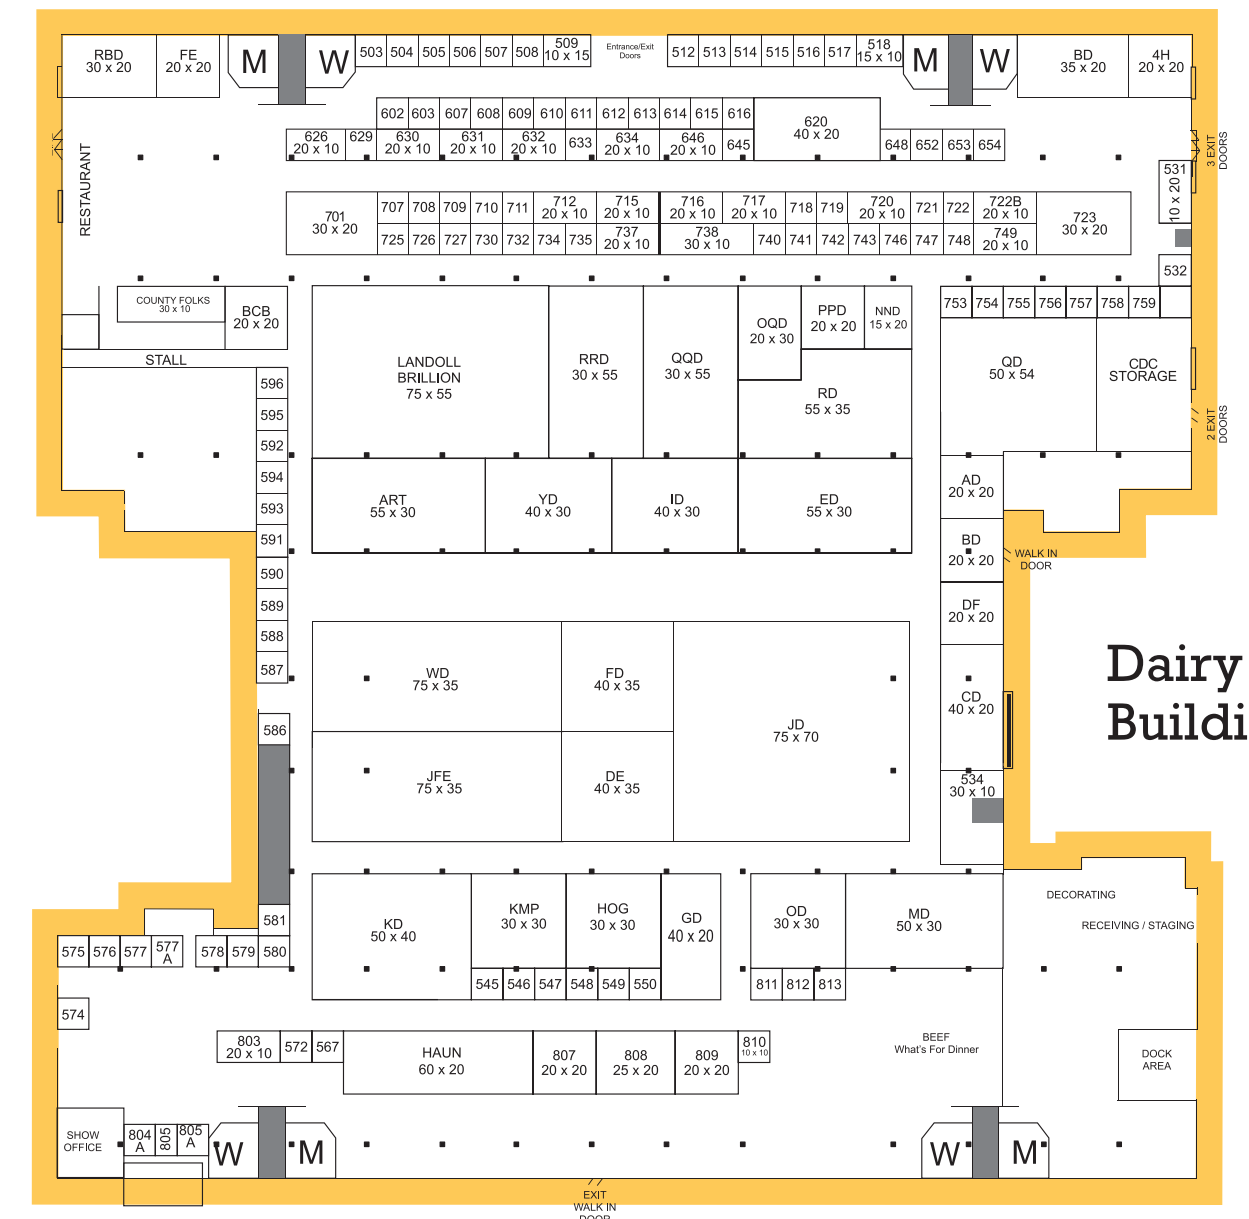 RBD
30 x 20
FE
20 x 20
M
W
503
504
505
506
507
508
509
10 x 15
Entrance/Exit
Doors
512
513
514
515
516
517
518
15 x 10
M
W
BD
35 x 20
4H
20 x 20
602
603
607
608
609
610
611
612
613
614
615
616
620
40 x 20
626
20 x 10
629
630
20 x 10
631
20 x 10
632
20 x 10
633
634
20 x 10
646
20 x 10
645
648
652
653
654
3 EXIT
DOORS
RESTAURANT
531
10 x 20
701
30 x 20
707
708
709
710
711
712
20 x 10
715
20 x 10
716
20 x 10
717
20 x 10
718
719
720
20 x 10
721
722
722B
20 x 10
723
30 x 20
725
726
727
730
732
734
735
737
20 x 10
738
30 x 10
740
741
742
743
746
747
748
749
20 x 10
532
COUNTY FOLKS
30 x 10
BCB
20 x 20
STALL
LANDOLL
BRILLION
75 x 55
RRD
30 x 55
QQD
30 x 55
OQD
20 x 30
PPD
20 x 20
NND
15 x 20
RD
55 x 35
753
754
755
756
757
758
759
QD
50 x 54
CDC
STORAGE
2 EXIT
DOORS
596
595
592
594
593
591
590
589
588
587
ART
55 x 30
YD
40 x 30
ID
40 x 30
ED
55 x 30
AD
20 x 20
BD
20 x 20
WALK IN
DOOR
DF
20 x 20
WD
75 x 35
FD
40 x 35
JD
75 x 70
CD
40 x 20
Dairy
Buildi
586
JFE
75 x 35
DE
40 x 35
534
30 x 10
KD
50 x 40
KMP
30 x 30
HOG
30 x 30
GD
40 x 20
OD
30 x 30
MD
50 x 30
DECORATING
RECEIVING / STAGING
581
575
576
577
577
A
578
579
580
545
546
547
548
549
550
811
812
813
574
803
20 x 10
572
567
HAUN
60 x 20
807
20 x 20
808
25 x 20
809
20 x 20
810
10 x 10
BEEF
What's For Dinner
DOCK
AREA
SHOW
OFFICE
804
A
805
805
A
W
M
W
M
EXIT
WALK IN
DOOR